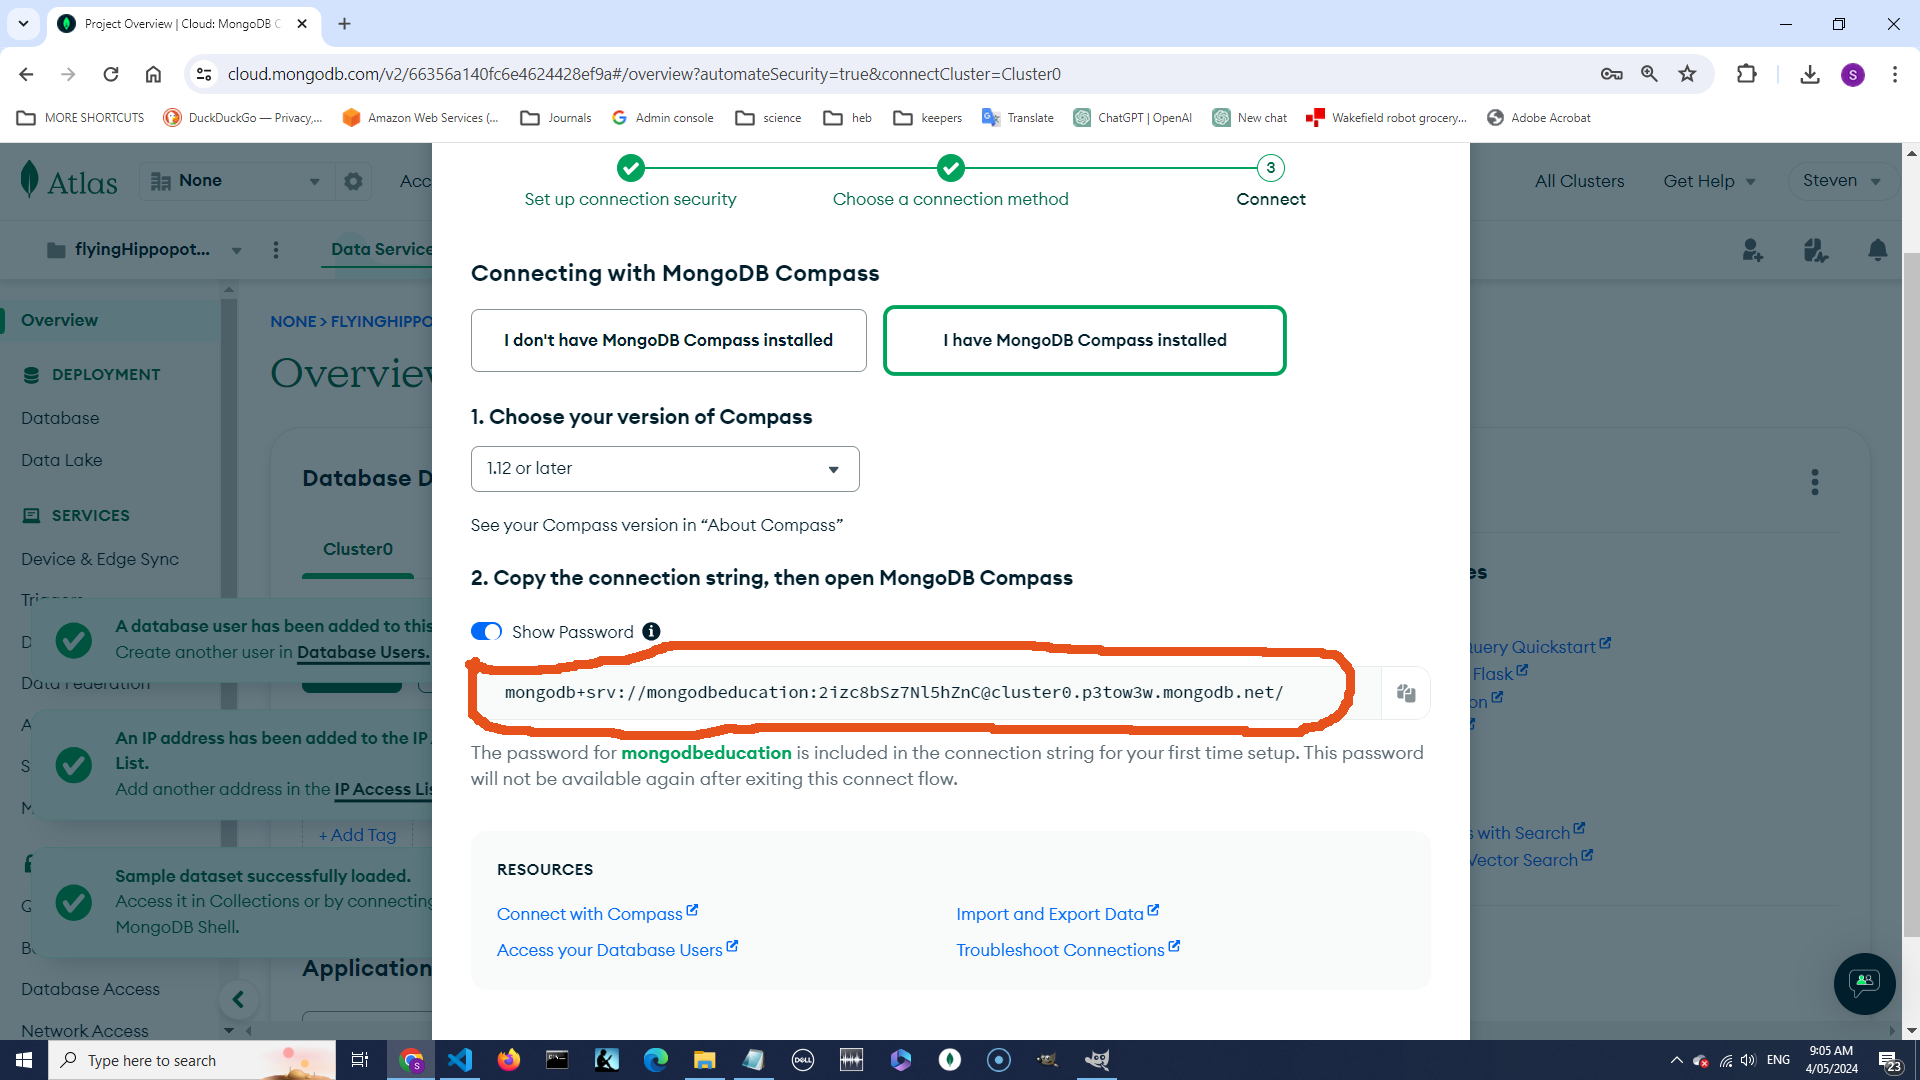 Project Overview | Cloud: MongoDB C
cloud.mongodb.com/v2/66356a140fc6e4624428ef9a#/overview?automateSecurity=true&connectCluster=Cluster0
S
MORE SHORTCUTS
DuckDuckGo — Privacy,...
Amazon Web Services (...
Journals
Admin console
science
heb
keepers
Translate
ChatGPT | OpenAI
New chat
Wakefield robot grocery...
Adobe Acrobat
Atlas
None
Acc
All Clusters
Get Help
Steven
Set up connection security
Choose a connection method
3
Connect
flyingHippopot...
Data Service
Connecting with MongoDB Compass
I don't have MongoDB Compass installed
I have MongoDB Compass installed
1. Choose your version of Compass
1.12 or later
See your Compass version in “About Compass”
2. Copy the connection string, then open MongoDB Compass
Show Password
mongodb+srv://mongodbeducation:2izc8bSz7Nl5hZnC@cluster0.p3tow3w.mongodb.net/
The password for mongodbeducation is included in the connection string for your first time setup. This password
will not be available again after exiting this connect flow.
RESOURCES
Connect with Compass
Import and Export Data
Access your Database Users
Troubleshoot Connections
Overview
DEPLOYMENT
Database
Data Lake
SERVICES
Device & Edge Sync
Triggers
Data Federation
Database Access
Network Access
NONE > FLYINGHIPPO
Overview
Database D
Cluster0
A database user has been added to this
Create another user in Database Users.
An IP address has been added to the IP
List.
Add another address in the IP Access Lis
+ Add Tag
Sample dataset successfully loaded.
Access it in Collections or by connecting
MongoDB Shell.
Application
es
uery Quickstart
Flask
on
s with Search
Vector Search
Type here to search
S
DELL
ENG
9:05 AM
4/05/2024
23